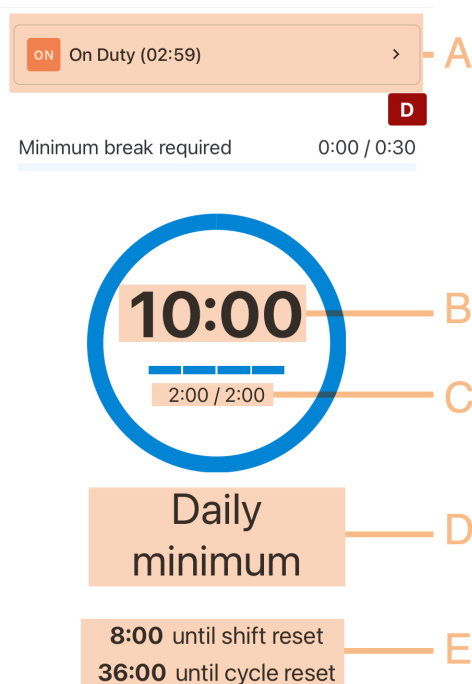 ON On Duty (02:59) > A
D
Minimum break required 0:00 / 0:30
10:00 B
2:00 / 2:00 C
Daily
minimum D
8:00 until shift reset
36:00 until cycle reset E